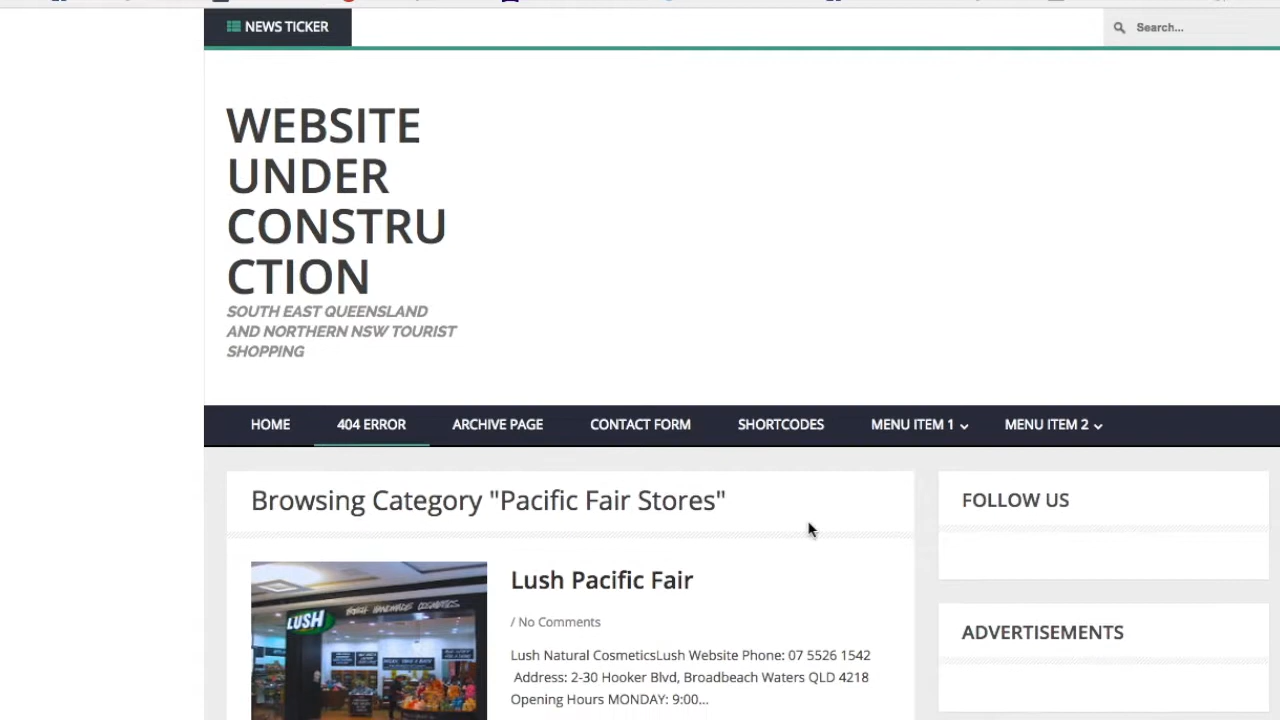 NEWS TICKER
Search...
WEBSITE
UNDER
CONSTRU
CTION
SOUTH EAST QUEENSLAND
AND NORTHERN NSW TOURIST
SHOPPING
HOME 404 ERROR ARCHIVE PAGE CONTACT FORM SHORTCODES MENU ITEM 1 MENU ITEM 2
Browsing Category "Pacific Fair Stores"
FOLLOW US
Lush Pacific Fair
/ No Comments
Lush Natural CosmeticsLush Website Phone: 07 5526 1542
Address: 2-30 Hooker Blvd, Broadbeach Waters QLD 4218
Opening Hours MONDAY: 9:00...
LUSH
ADVERTISEMENTS